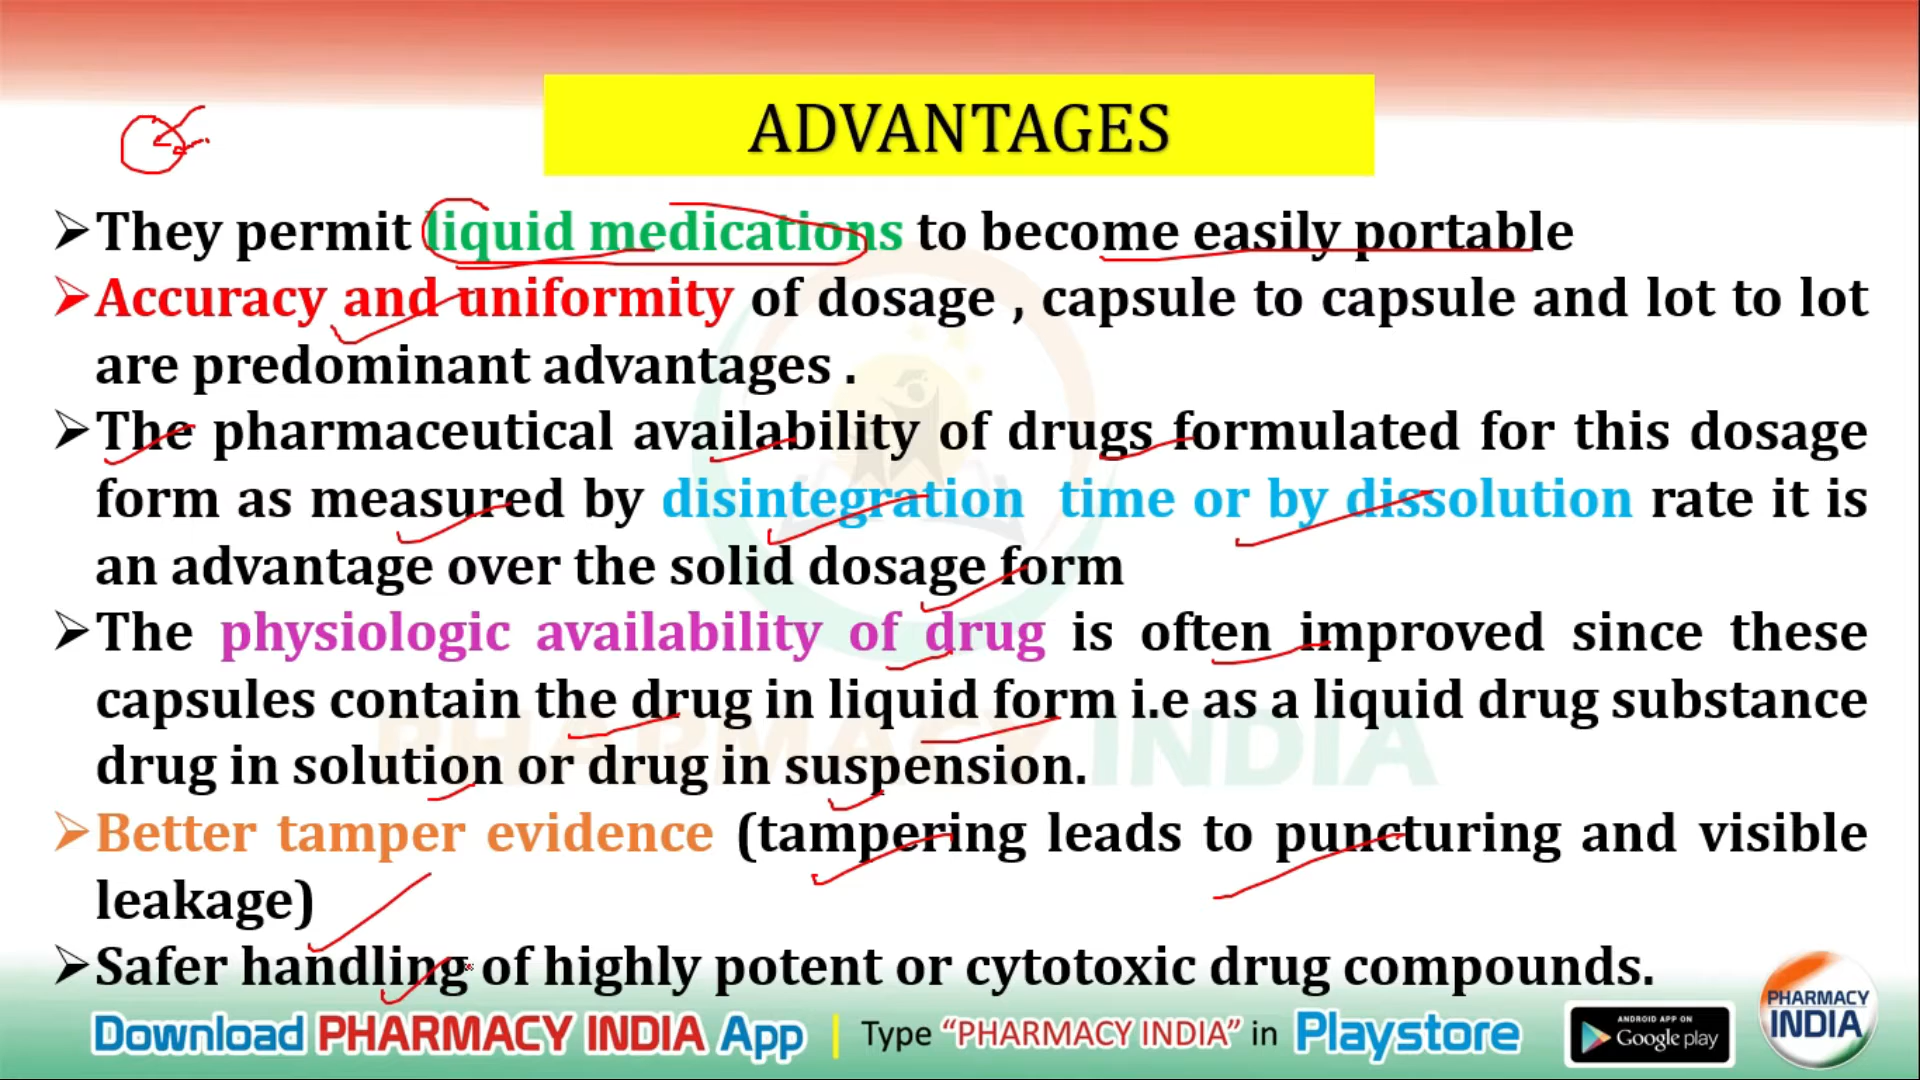 ADVANTAGES
➢They permit liquid medications to become easily portable
➢Accuracy and uniformity of dosage , capsule to capsule and lot to lot
are predominant advantages .
➢The pharmaceutical availability of drugs formulated for this dosage
form as measured by disintegration time or by dissolution rate it is
an advantage over the solid dosage form
➢The physiologic availability of drug is often improved since these
capsules contain the drug in liquid form i.e as a liquid drug substance
drug in solution or drug in suspension.
➢Better tamper evidence (tampering leads to puncturing and visible
leakage)
➢Safer handling of highly potent or cytotoxic drug compounds.
PHARMACY INDIA
Download PHARMACY INDIA App | Type “PHARMACY INDIA” in Playstore
ANDROID APP ON
Google play
PHARMACY
INDIA